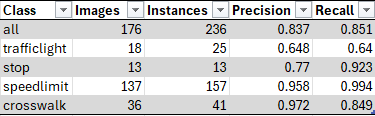 Class Images Instances Precision Recall
all 176 236 0.837 0.851
trafficlight 18 25 0.648 0.64
stop 13 13 0.77 0.923
speedlimit 137 157 0.958 0.994
crosswalk 36 41 0.972 0.849